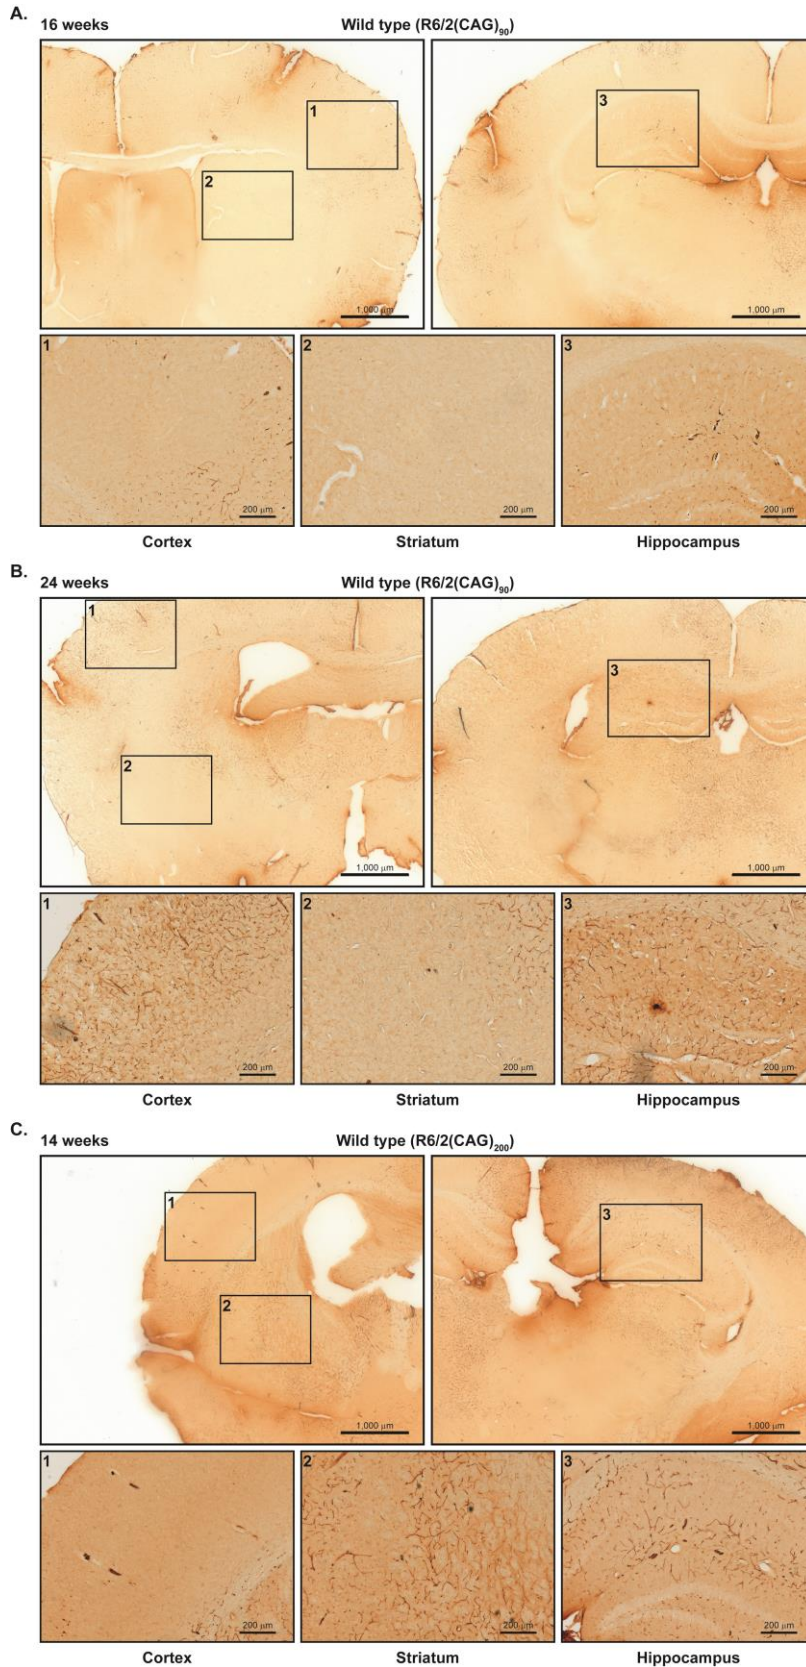 A.
16 weeks Wild type (R6/2(CAG)90)
1
2
1,000 μm
3
1,000 μm
1
200 μm
2
200 μm
3
200 μm
Cortex Striatum Hippocampus
B.
24 weeks Wild type (R6/2(CAG)90)
1
2
1,000 μm
3
1,000 μm
1
200 μm
2
200 μm
3
200 μm
Cortex Striatum Hippocampus
C.
14 weeks Wild type (R6/2(CAG)200)
1
2
1,000 μm
3
1,000 μm
1
200 μm
2
200 μm
3
200 μm
Cortex Striatum Hippocampus